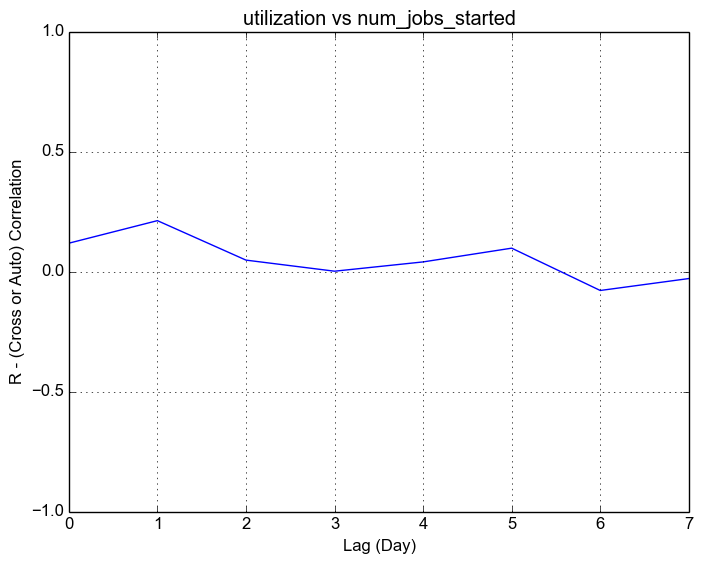 utilization vs num_jobs_started
R - (Cross or Auto) Correlation
1.0
0.5
0.0
−0.5
−1.0
0 1 2 3 4 5 6 7
Lag (Day)